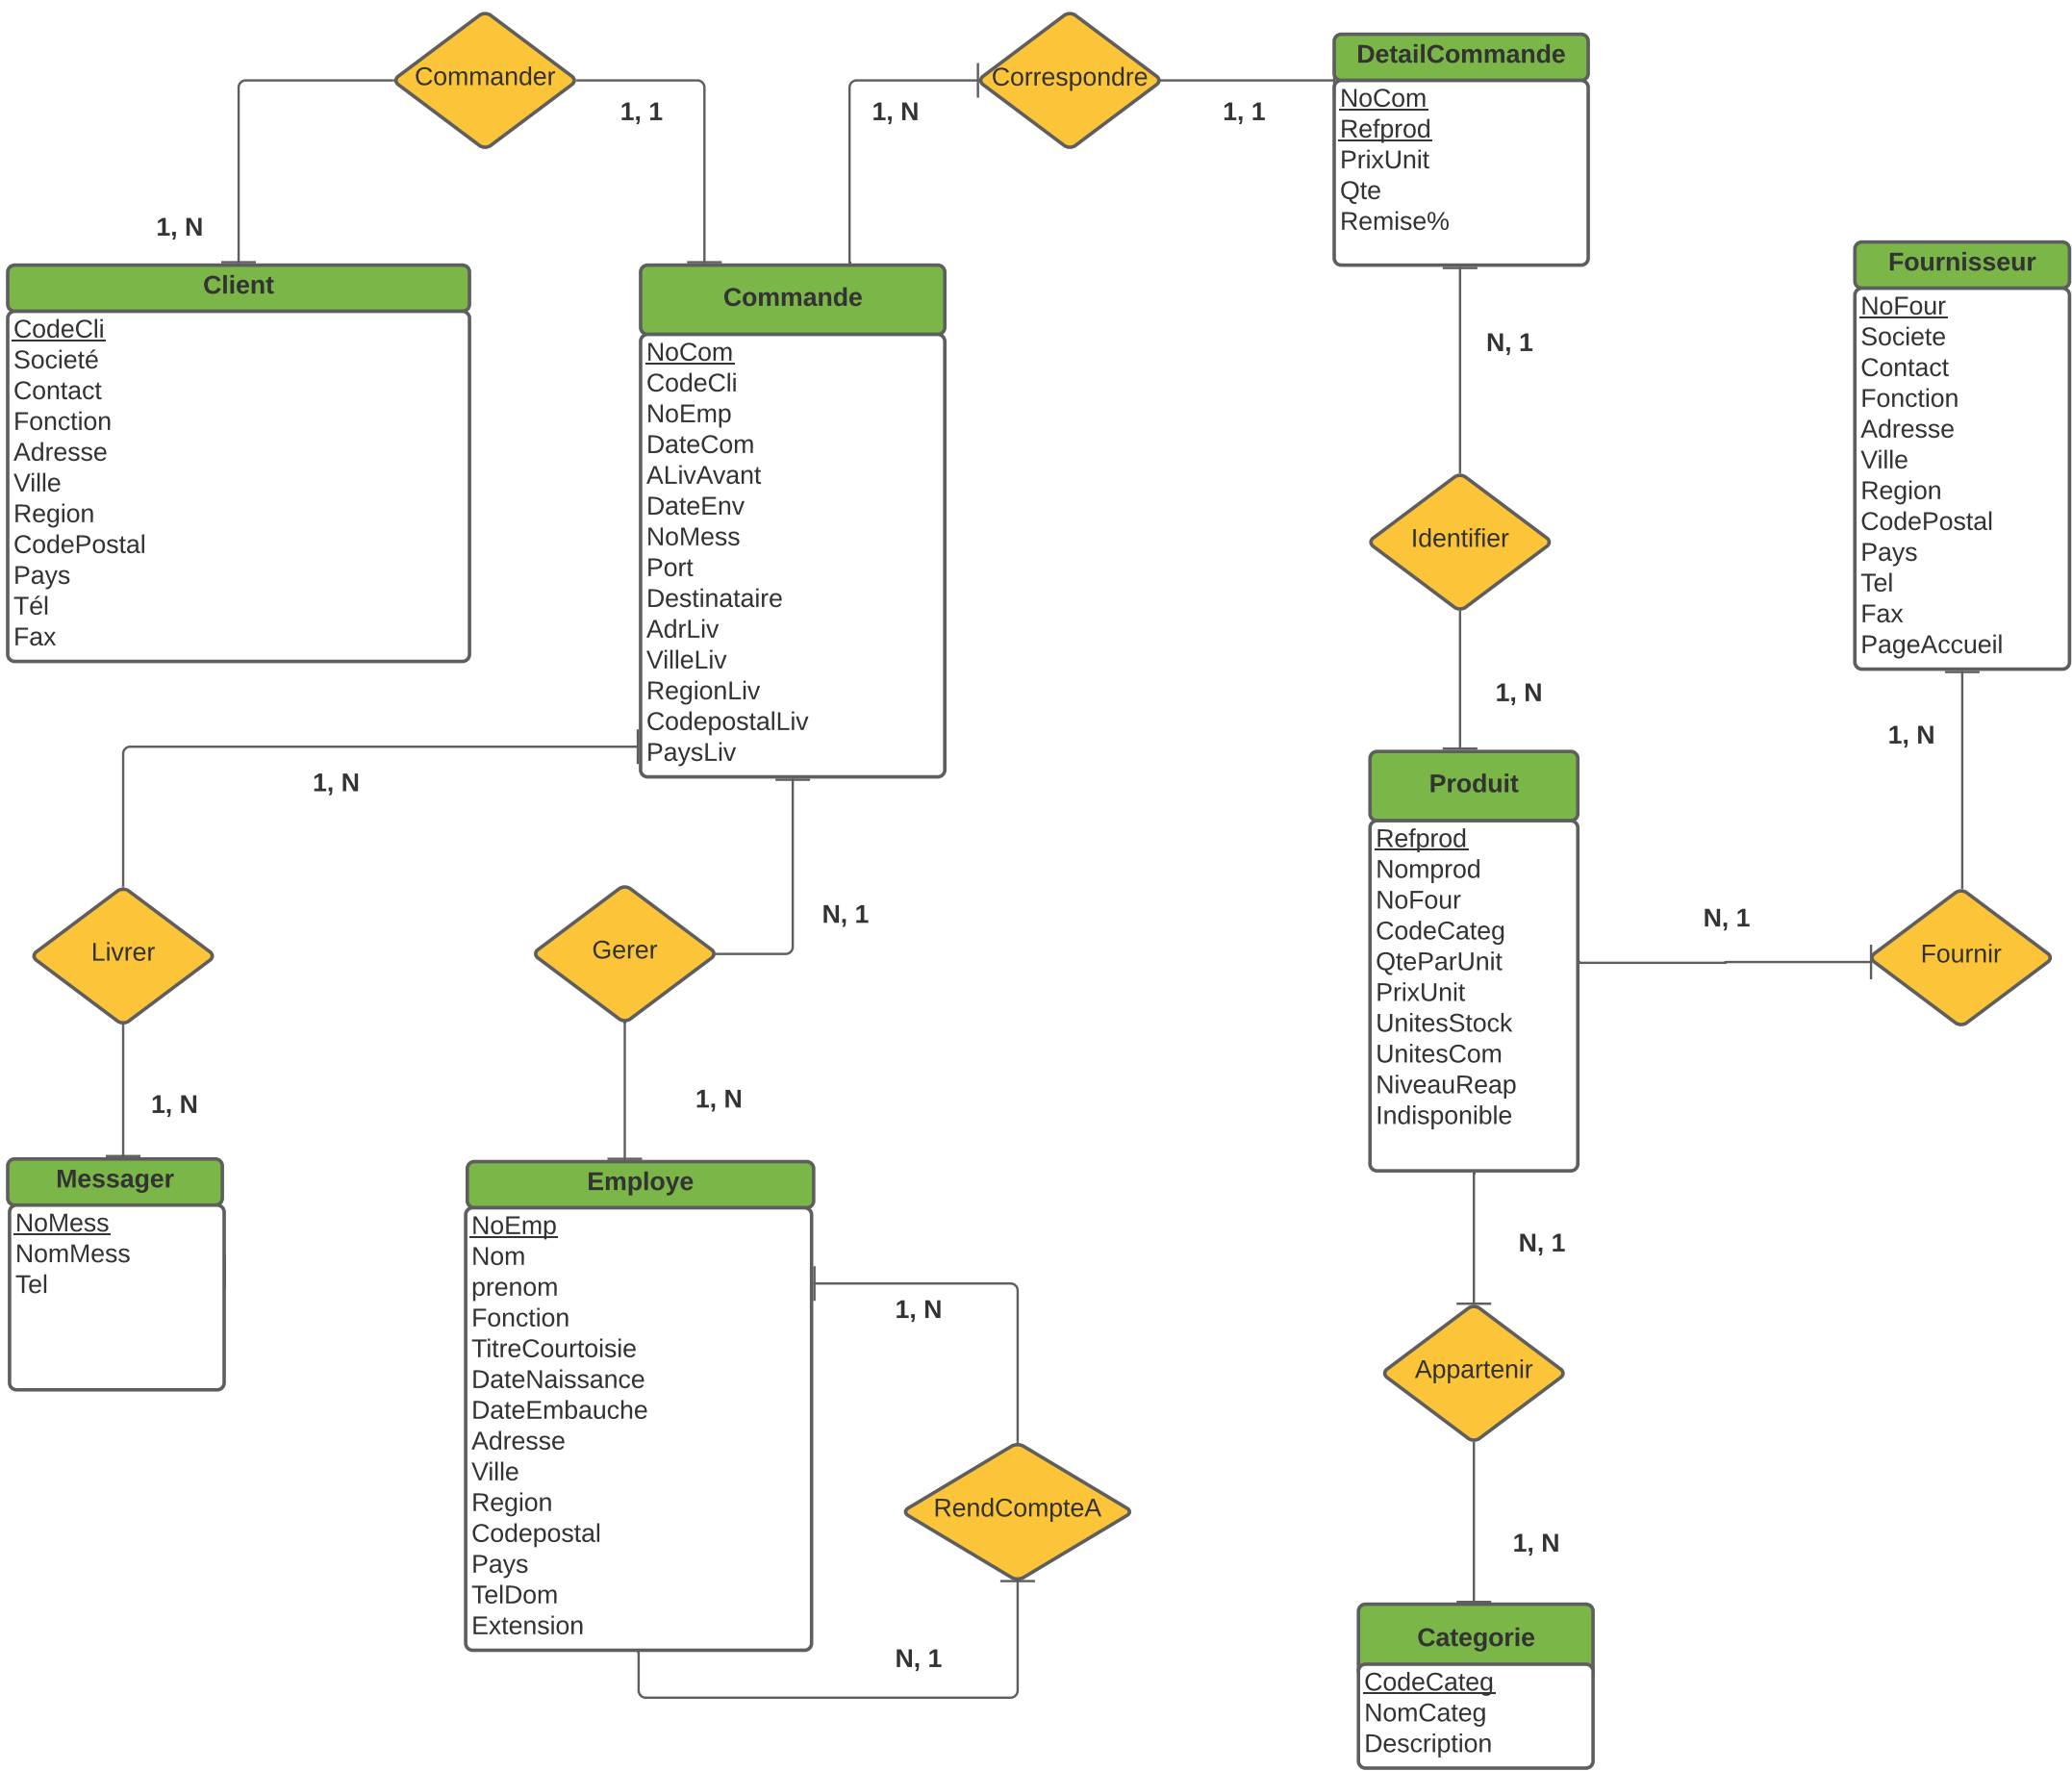 Commander
1, N
1, 1
Correspondre
1, N
1, 1
DetailCommande
NoCom
Refprod
PrixUnit
Qte
Remise%
Client
CodeCli
Societé
Contact
Fonction
Adresse
Ville
Region
CodePostal
Pays
Tél
Fax
Commande
NoCom
CodeCli
NoEmp
DateCom
ALivAvant
DateEnv
NoMess
Port
Destinataire
AdrLiv
VilleLiv
RegionLiv
CodepostalLiv
PaysLiv
N, 1
Identifier
1, N
Fournisseur
NoFour
Societe
Contact
Fonction
Adresse
Ville
Region
CodePostal
Pays
Tel
Fax
PageAccueil
1, N
Produit
Refprod
Nomprod
NoFour
CodeCateg
QteParUnit
PrixUnit
UnitesStock
UnitesCom
NiveauReap
Indisponible
N, 1
Fournir
1, N
Livrer
1, N
Gerer
N, 1
1, N
Messager
NoMess
NomMess
Tel
Employe
NoEmp
Nom
prenom
Fonction
TitreCourtoisie
DateNaissance
DateEmbauche
Adresse
Ville
Region
Codepostal
Pays
TelDom
Extension
1, N
RendCompteA
N, 1
N, 1
Appartenir
1, N
Categorie
CodeCateg
NomCateg
Description